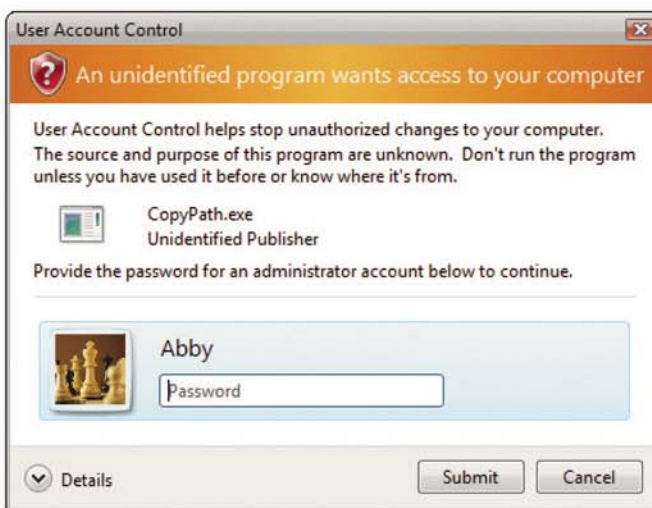 User Account Control
An unidentified program wants access to your computer
User Account Control helps stop unauthorized changes to your computer.
The source and purpose of this program are unknown. Don't run the program
unless you have used it before or know where it's from.
CopyPath.exe
Unidentified Publisher
Provide the password for an administrator account below to continue.
Abby
Password
Details
Submit
Cancel